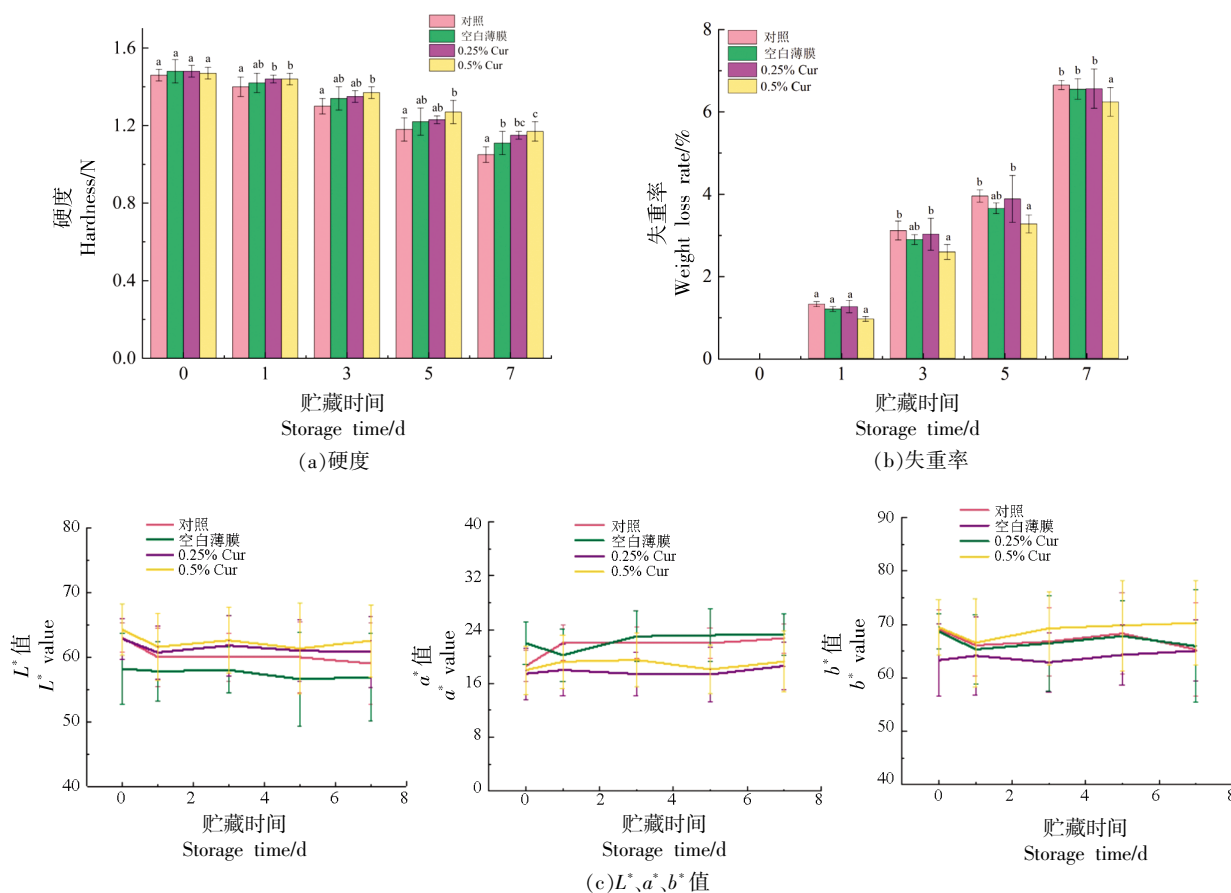 对照
空白薄膜
0.25% Cur
0.5% Cur
1.6
1.2
0.8
0.4
0.0
硬度
Hardness/N
a a a a
a a b b
a ab ab b
a ab ab b
a b bc c
0 1 3 5 7
贮藏时间
Storage time/d
(a)硬度
对照
空白薄膜
0.25% Cur
0.5% Cur
8
6
4
2
0
失重率
Weight loss rate/%
a a a a
b ab b a
b ab b a
b b b a
0 1 3 5 7
贮藏时间
Storage time/d
(b)失重率
对照
空白薄膜
0.25% Cur
0.5% Cur
80
70
60
50
40
L*值
L* value
0 2 4 6 8
贮藏时间
Storage time/d
对照
空白薄膜
0.25% Cur
0.5% Cur
40
32
24
16
8
0
a*值
a* value
0 2 4 6 8
贮藏时间
Storage time/d
对照
空白薄膜
0.25% Cur
0.5% Cur
90
80
70
60
50
40
b*值
b* value
0 2 4 6 8
贮藏时间
Storage time/d
(c)L*、a*、b*值